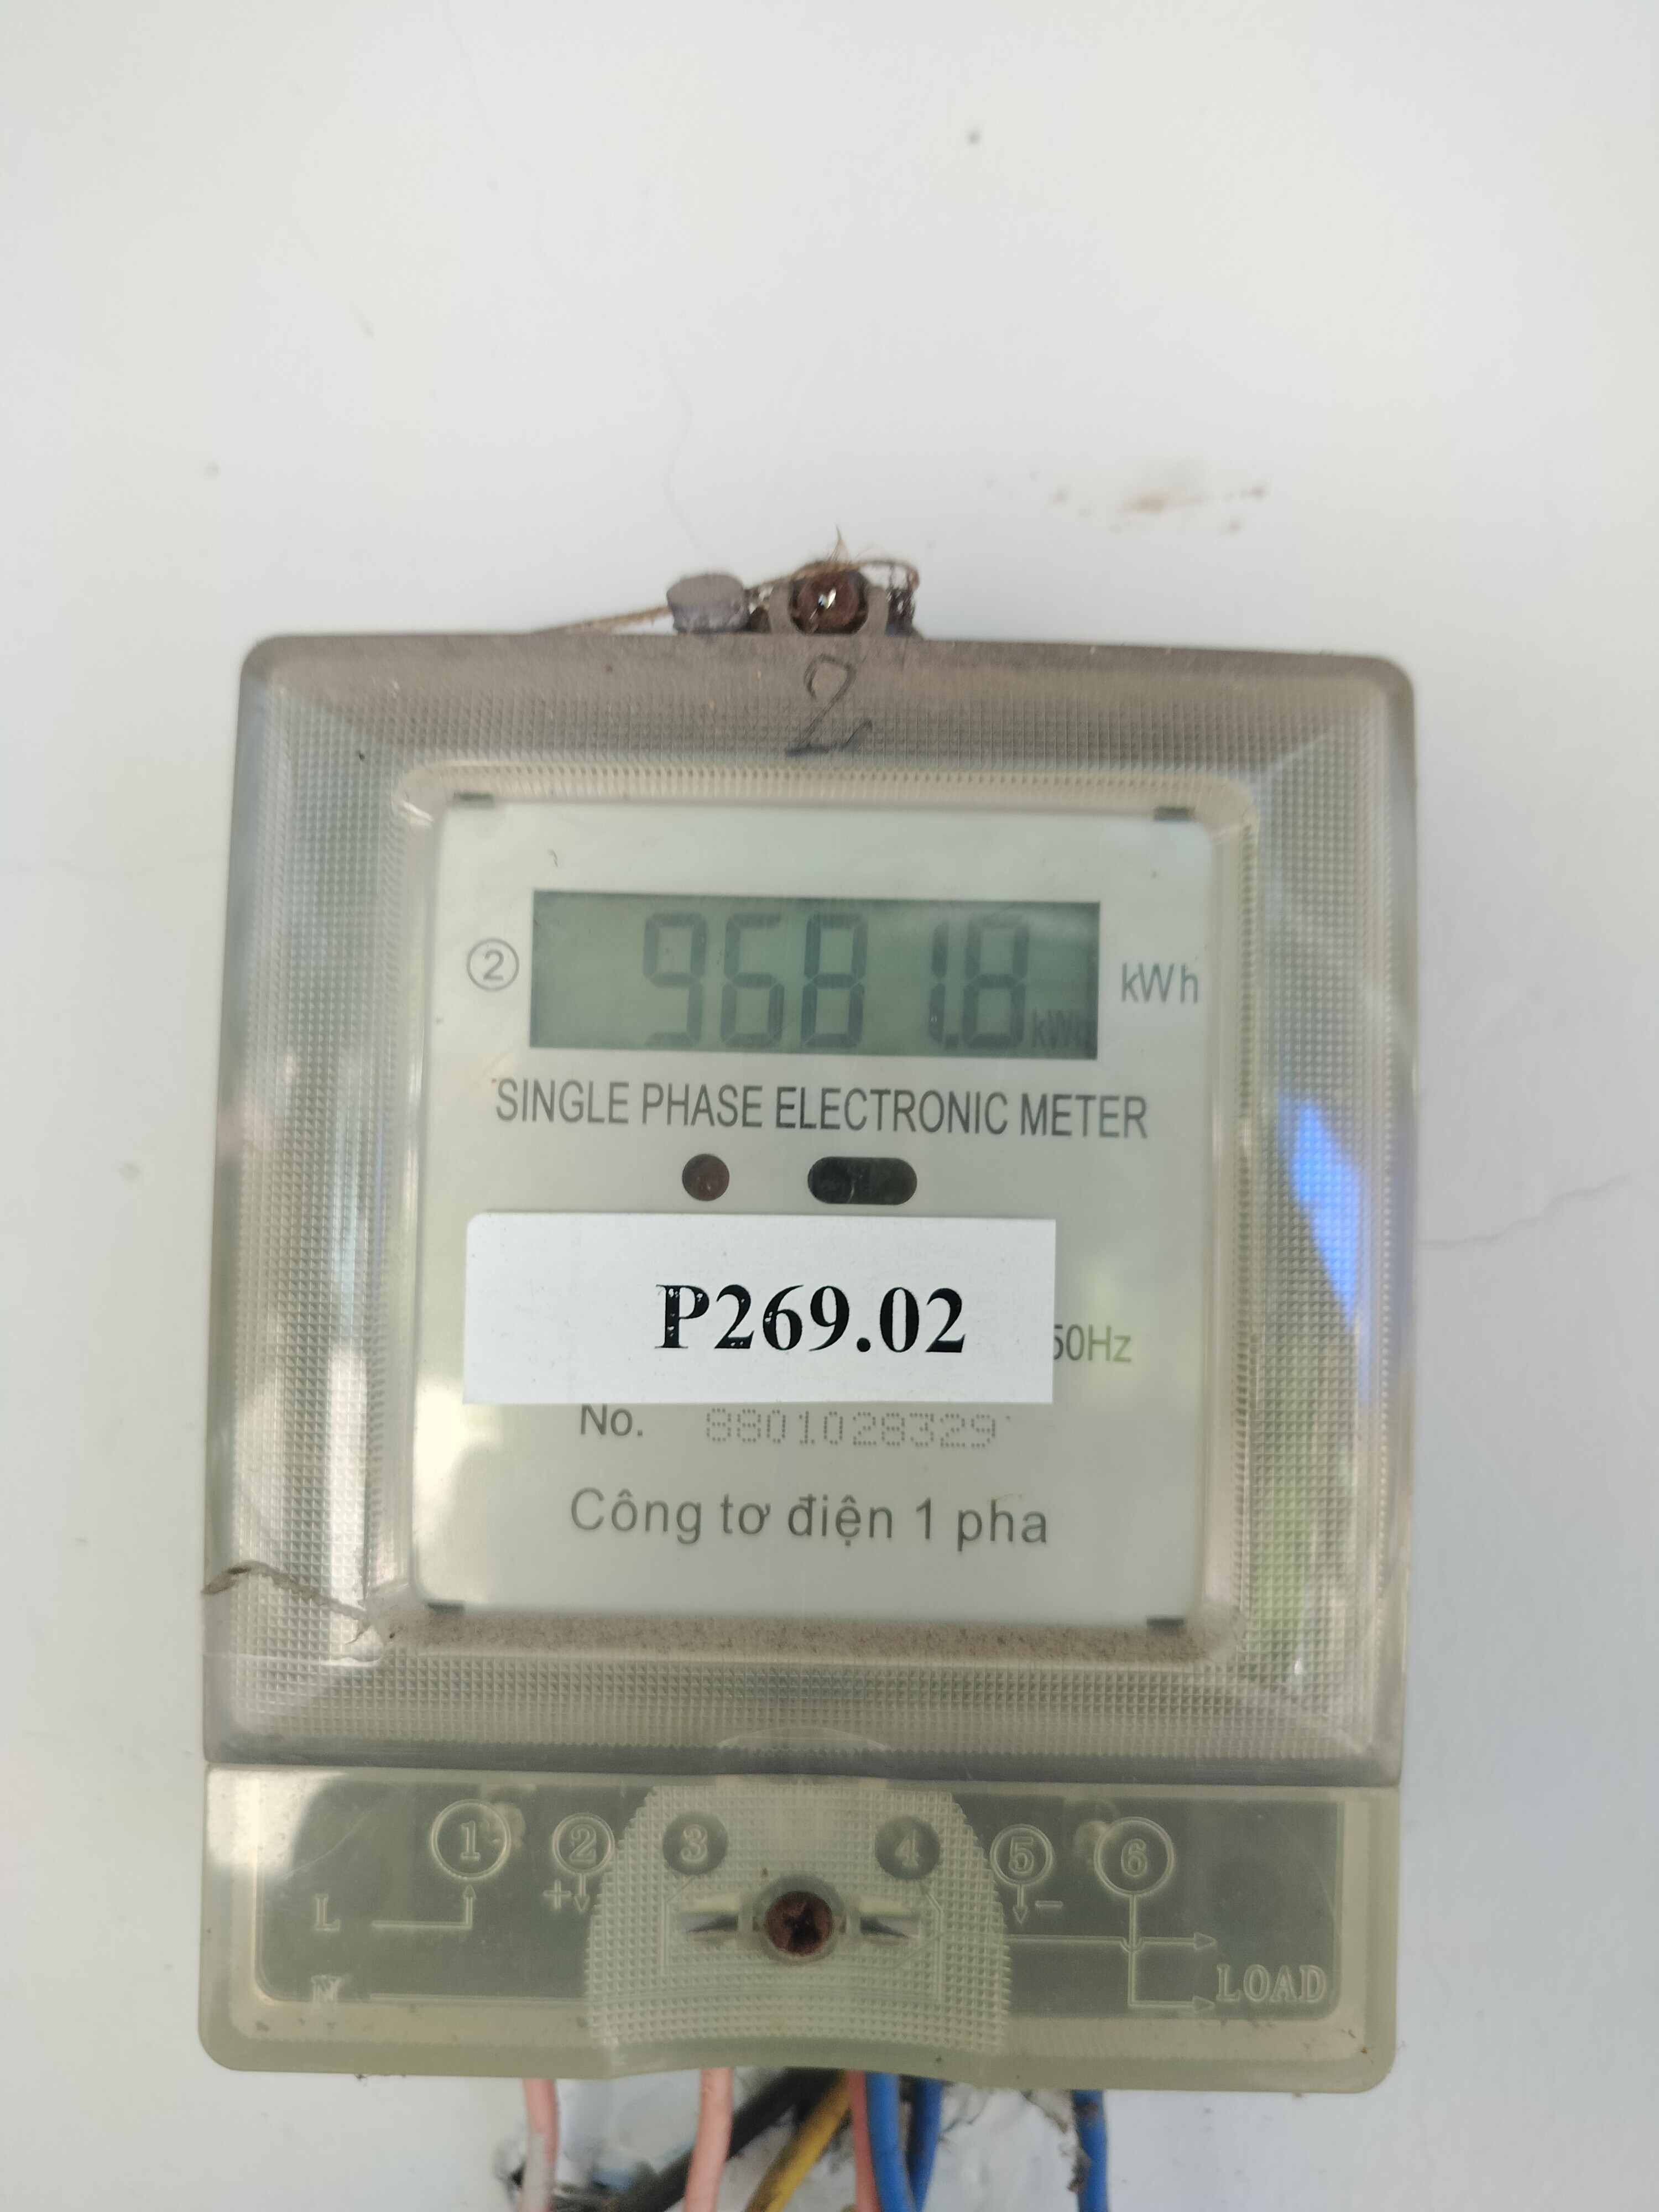 2
② 9681.8 kWh kWh
SINGLE PHASE ELECTRONIC METER
P269.02
50Hz
No. 8801028329
Công tơ điện 1 pha
1 2 3 4 5 6
+ −
L
N LOAD